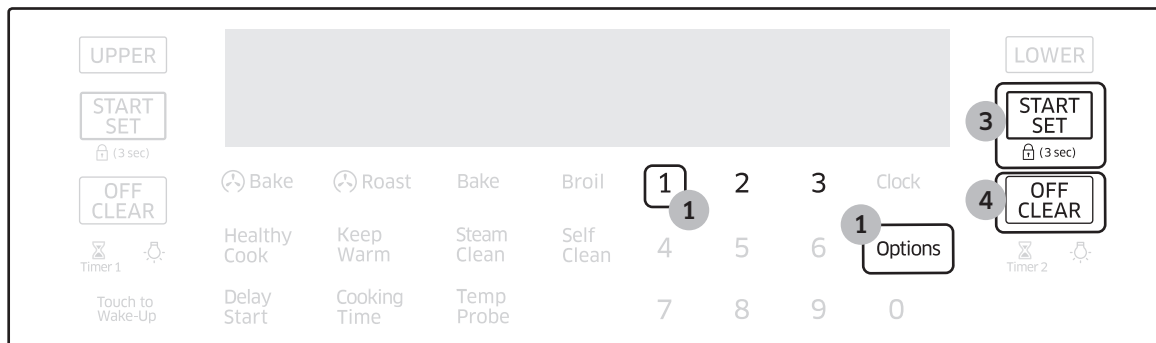 UPPER
LOWER
START
SET
(3 sec)
3
START
SET
(3 sec)
OFF
CLEAR
Bake
Roast
Bake
Broil
1
1
2
3
Clock
4
OFF
CLEAR
Timer 1
Healthy
Cook
Keep
Warm
Steam
Clean
Self
Clean
4
5
6
1
Options
Timer 2
Touch to
Wake-Up
Delay
Start
Cooking
Time
Temp
Probe
7
8
9
0